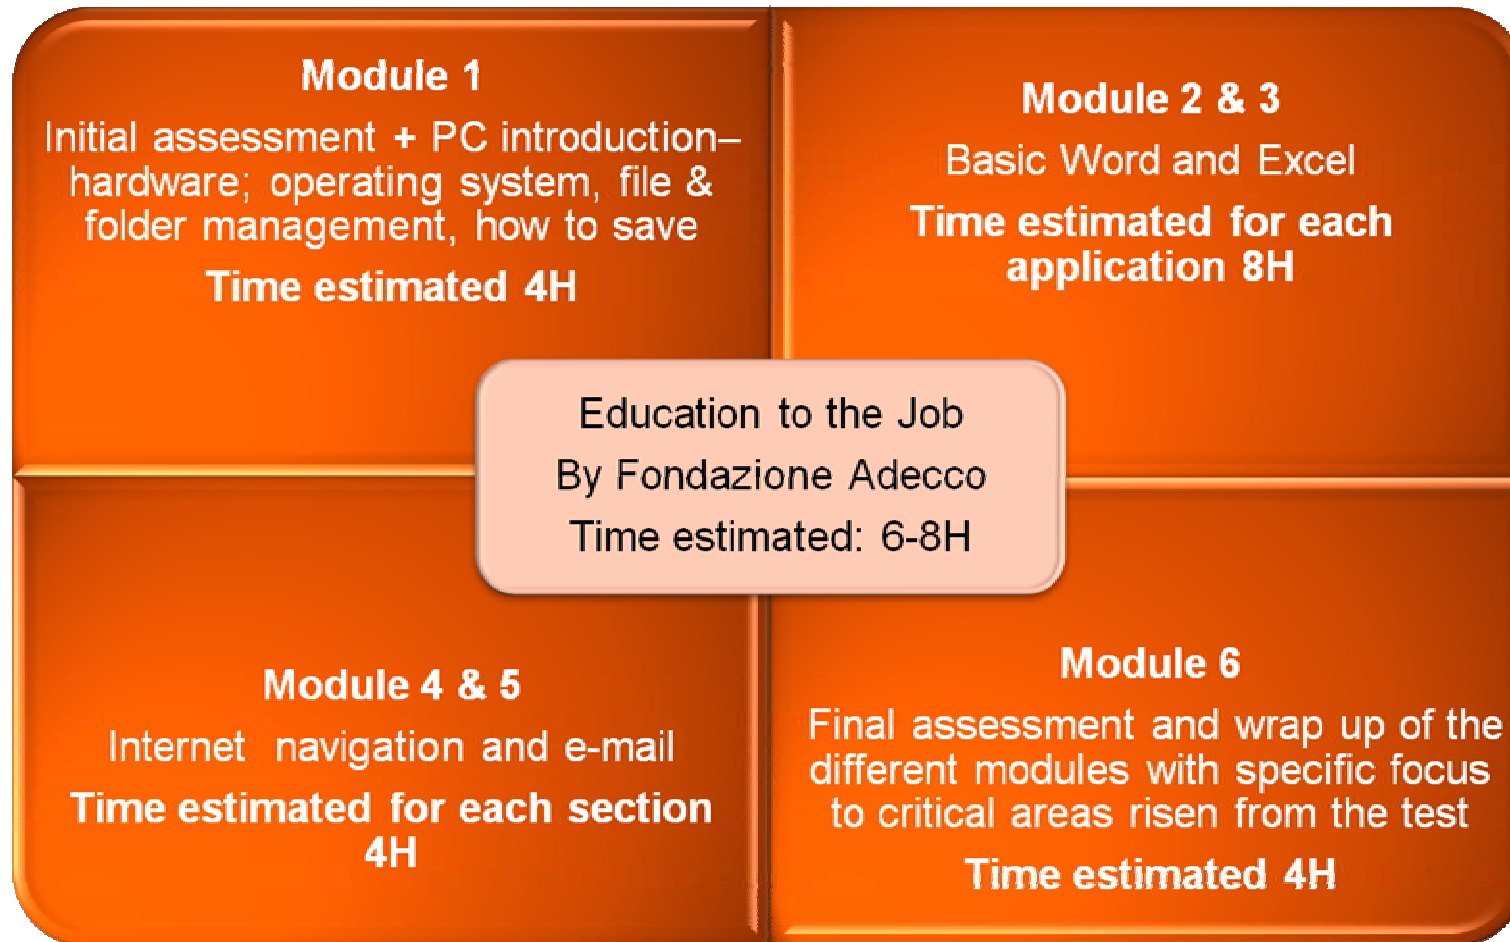 Module 1
Initial assessment + PC introduction–
hardware; operating system, file &
folder management, how to save
Time estimated 4H
Module 2 & 3
Basic Word and Excel
Time estimated for each
application 8H
Education to the Job
By Fondazione Adecco
Time estimated: 6-8H
Module 4 & 5
Internet navigation and e-mail
Time estimated for each section
4H
Module 6
Final assessment and wrap up of the
different modules with specific focus
to critical areas risen from the test
Time estimated 4H